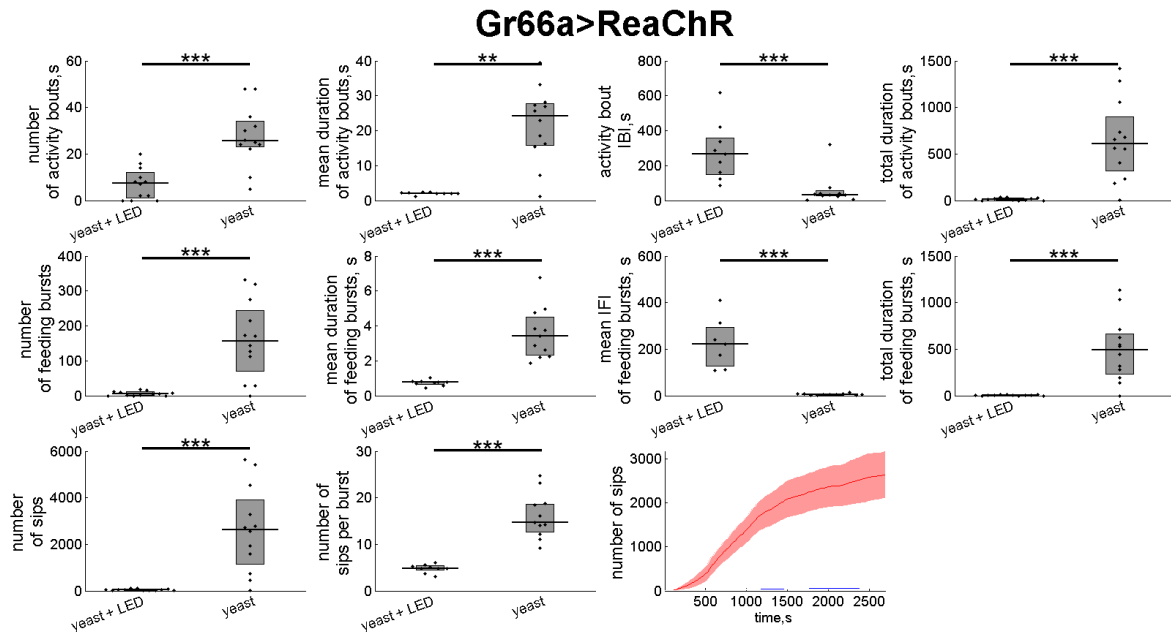 Gr66a>ReaChR
number
of activity bouts,s
60
40
20
0
***
yeast + LED
yeast
mean duration
of activity bouts,s
40
30
20
10
0
**
yeast + LED
yeast
activity bout
IBI,s
800
600
400
200
0
***
yeast + LED
yeast
total duration
of activity bouts,s
1500
1000
500
0
***
yeast + LED
yeast
number
of feeding bursts
400
300
200
100
0
***
yeast + LED
yeast
mean duration
of feeding bursts, s
8
6
4
2
0
***
yeast + LED
yeast
mean IFI
of feeding bursts, s
600
400
200
0
***
yeast + LED
yeast
total duration
of feeding bursts, s
1500
1000
500
0
***
yeast + LED
yeast
number
of sips
6000
4000
2000
0
***
yeast + LED
yeast
number of
sips per burst
30
20
10
0
***
yeast + LED
yeast
number of sips
3000
2000
1000
0
500 1000 1500 2000 2500
time,s